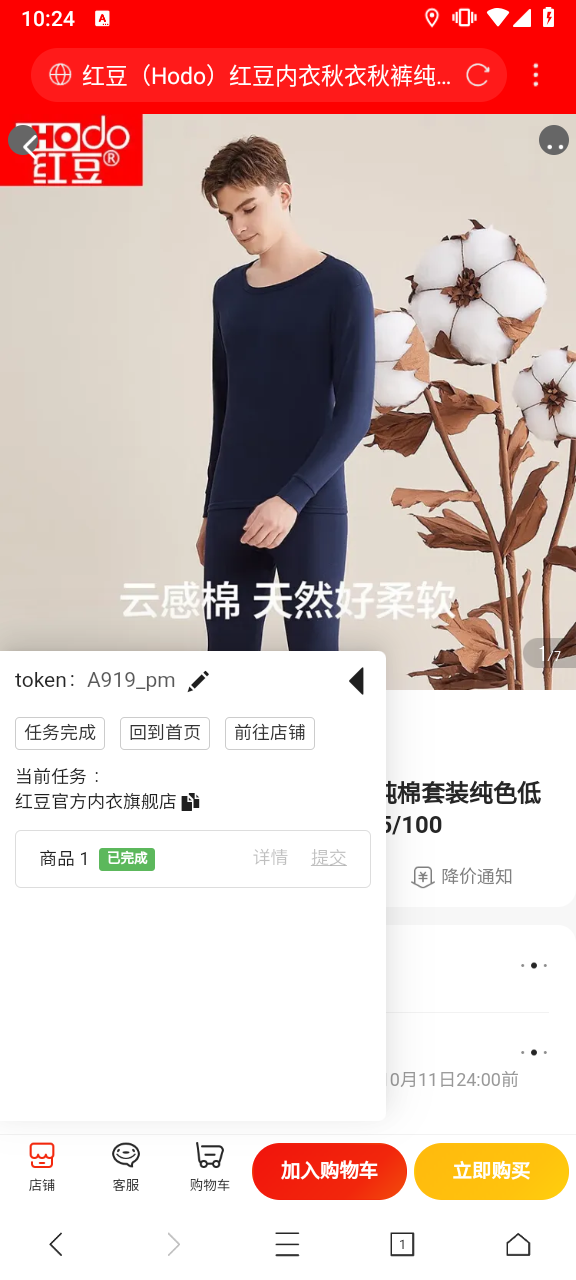 10:24
A
红豆（Hodo）红豆内衣秋衣秋裤纯...
Hodo
红豆®
云感棉 天然好柔软
1/7
token： A919_pm
任务完成 回到首页 前往店铺
当前任务：
红豆官方内衣旗舰店
商品 1 已完成 详情 提交
纯棉套装纯色低
5/100
降价通知
0月11日24:00前
店铺 客服 购物车 加入购物车 立即购买
1